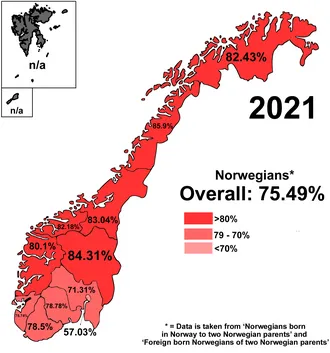 n/a
n/a
82.43%
2021
85.9%
Norwegians*
Overall: 75.49%
>80%
79 - 70%
<70%
83.04%
82.18%
80.1%
84.31%
71.31%
78.78%
78.5%
57.03%
* = Data is taken from 'Norwegians born
in Norway to two Norwegian parents' and
'Foreign born Norwegians of two Norwegian parents'